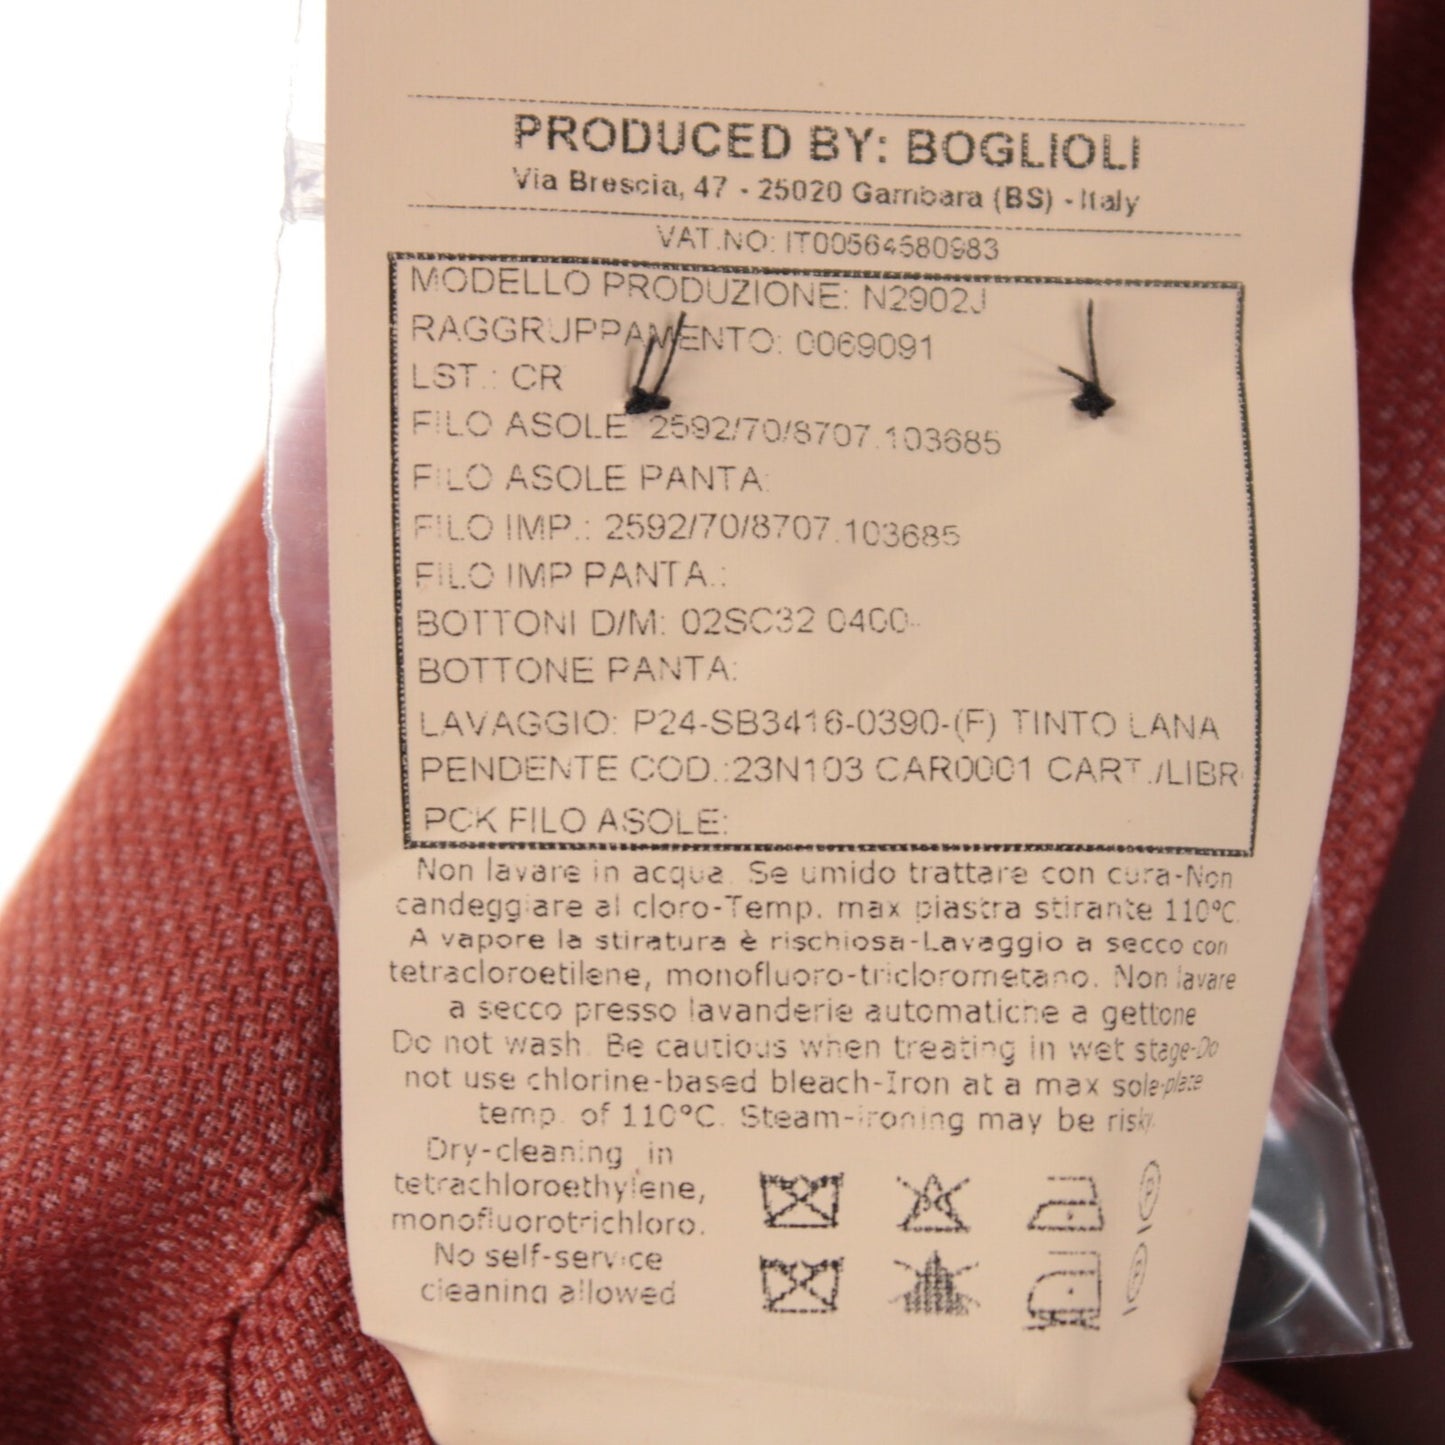 PRODUCED BY: BOGLIOLI
Via Brescia, 47 - 25020 Gambara (BS) - Italy
VAT.NO: IT00564580983
MODELLO PRODUZIONE: N2902J
RAGGRUPPAMENTO: 0069091
LST.: CR
FILO ASOLE: 2592/70/8707.103685
FILO ASOLE PANTA:
FILO IMP.: 2592/70/8707.103685
FILO IMP PANTA.:
BOTTONI D/M: 02SC32 0400--
BOTTONE PANTA:
LAVAGGIO: P24-SB3416-0390-(F) TINTO LANA
PENDENTE COD.:23N103 CAR0001 CART./LIBR
PCK FILO ASOLE:
Non lavare in acqua. Se umido trattare con cura-Non
candeggiare al cloro-Temp. max piastra stirante 110°C.
A vapore la stiratura è rischiosa-Lavaggio a secco con
tetracloroetilene, monofluoro-triclorometano. Non lavare
a secco presso lavanderie automatiche a gettone
Do not wash. Be cautious when treating in wet stage-Do
not use chlorine-based bleach-Iron at a max sole-plate
temp. of 110°C. Steam-ironing may be risky.
Dry-cleaning in
tetrachloroethylene,
monofluorotrichloro.
No self-service
cleaning allowed